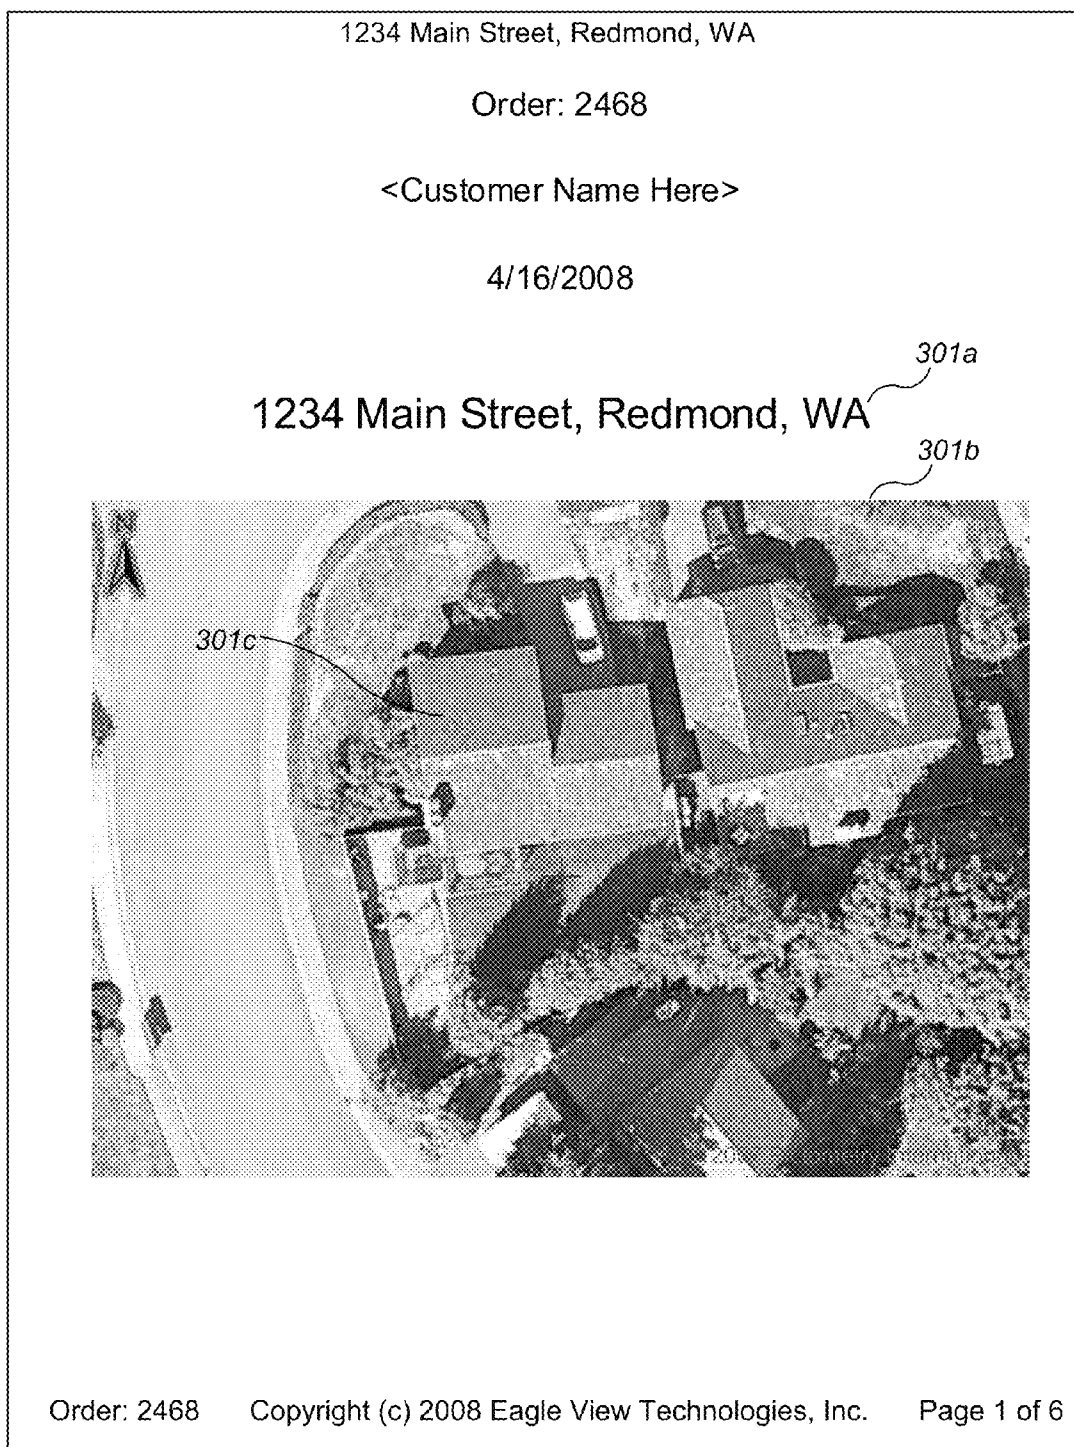 1234 Main Street, Redmond, WA
Order: 2468
<Customer Name Here>
4/16/2008
301a
1234 Main Street, Redmond, WA
301b
N
301c
Order: 2468 Copyright (c) 2008 Eagle View Technologies, Inc. Page 1 of 6